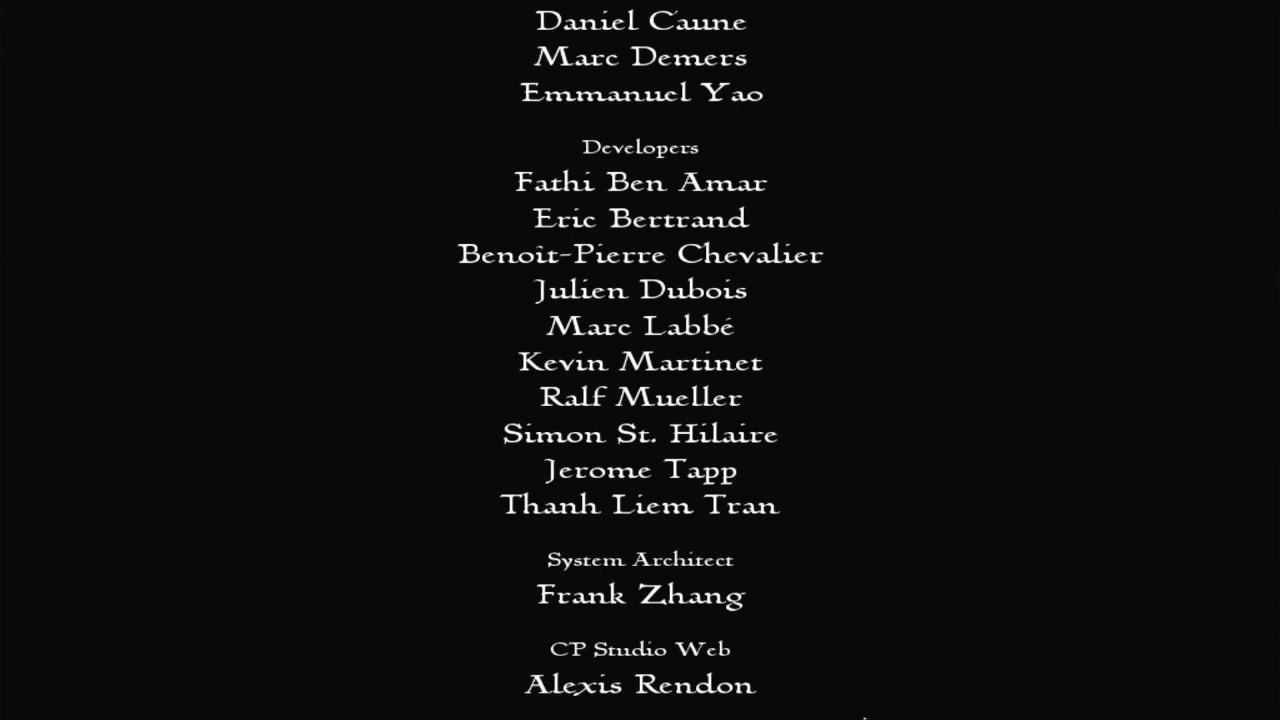 Daniel Caune
Marc Demers
Emmanuel Yao
Developers
Fathi Ben Amar
Eric Bertrand
Benoît-Pierre Chevalier
Julien Dubois
Marc Labbé
Kevin Martinet
Ralf Mueller
Simon St. Hilaire
Jerome Tapp
Thanh Liem Tran
System Architect
Frank Zhang
CP Studio Web
Alexis Rendon